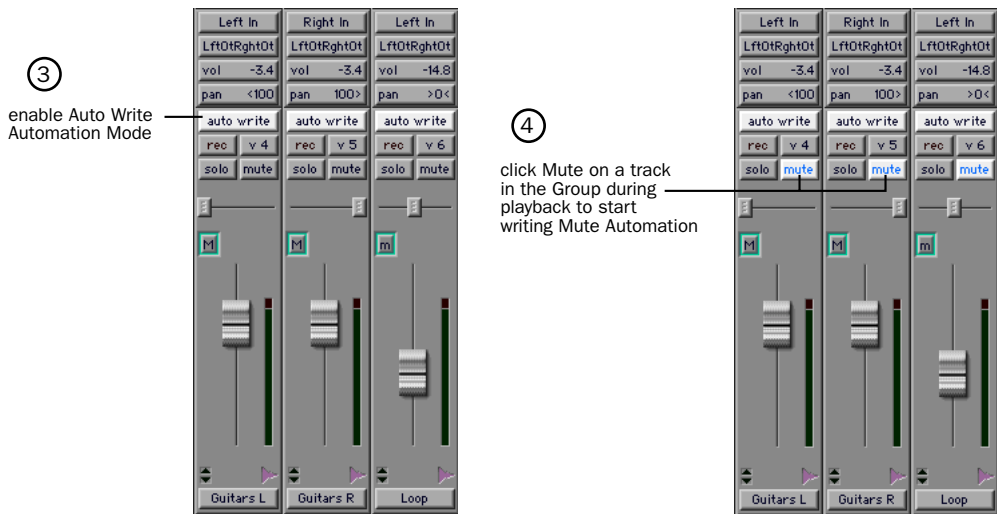 3
enable Auto Write
Automation Mode
Left In Right In Left In
LftOtRghtOt LftOtRghtOt LftOtRghtOt
vol -3.4 vol -3.4 vol -14.8
pan <100 pan 100> pan >0<
auto write auto write auto write
rec v 4 rec v 5 rec v 6
solo mute solo mute solo mute
M M m
Guitars L Guitars R Loop
4
click Mute on a track
in the Group during
playback to start
writing Mute Automation
Left In Right In Left In
LftOtRghtOt LftOtRghtOt LftOtRghtOt
vol -3.4 vol -3.4 vol -14.8
pan <100 pan 100> pan >0<
auto write auto write auto write
rec v 4 rec v 5 rec v 6
solo mute solo mute solo mute
M M m
Guitars L Guitars R Loop